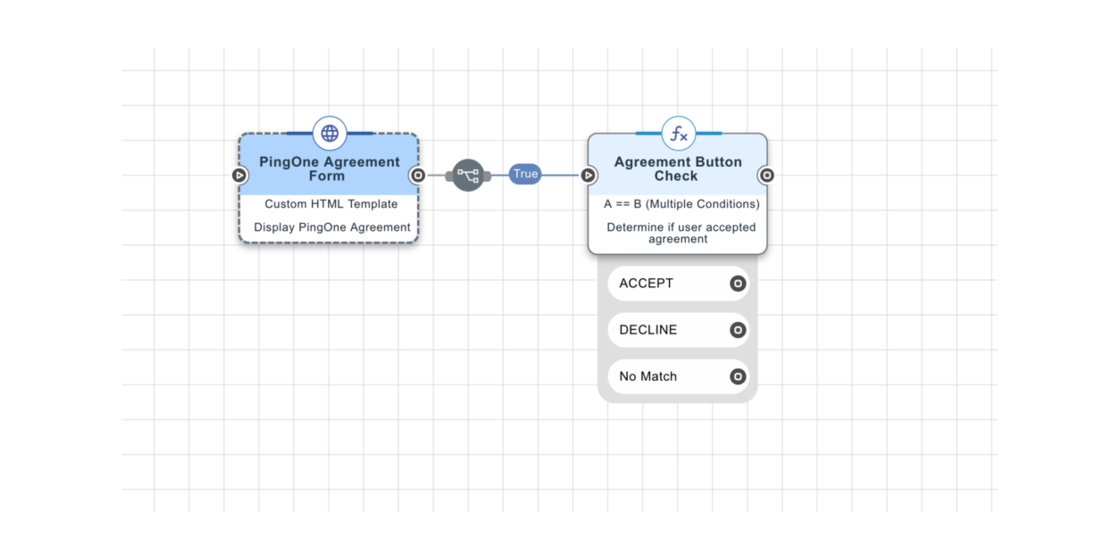 PingOne Agreement
Form
Custom HTML Template
Display PingOne Agreement
True
fx
Agreement Button
Check
A == B (Multiple Conditions)
Determine if user accepted
agreement
ACCEPT
DECLINE
No Match